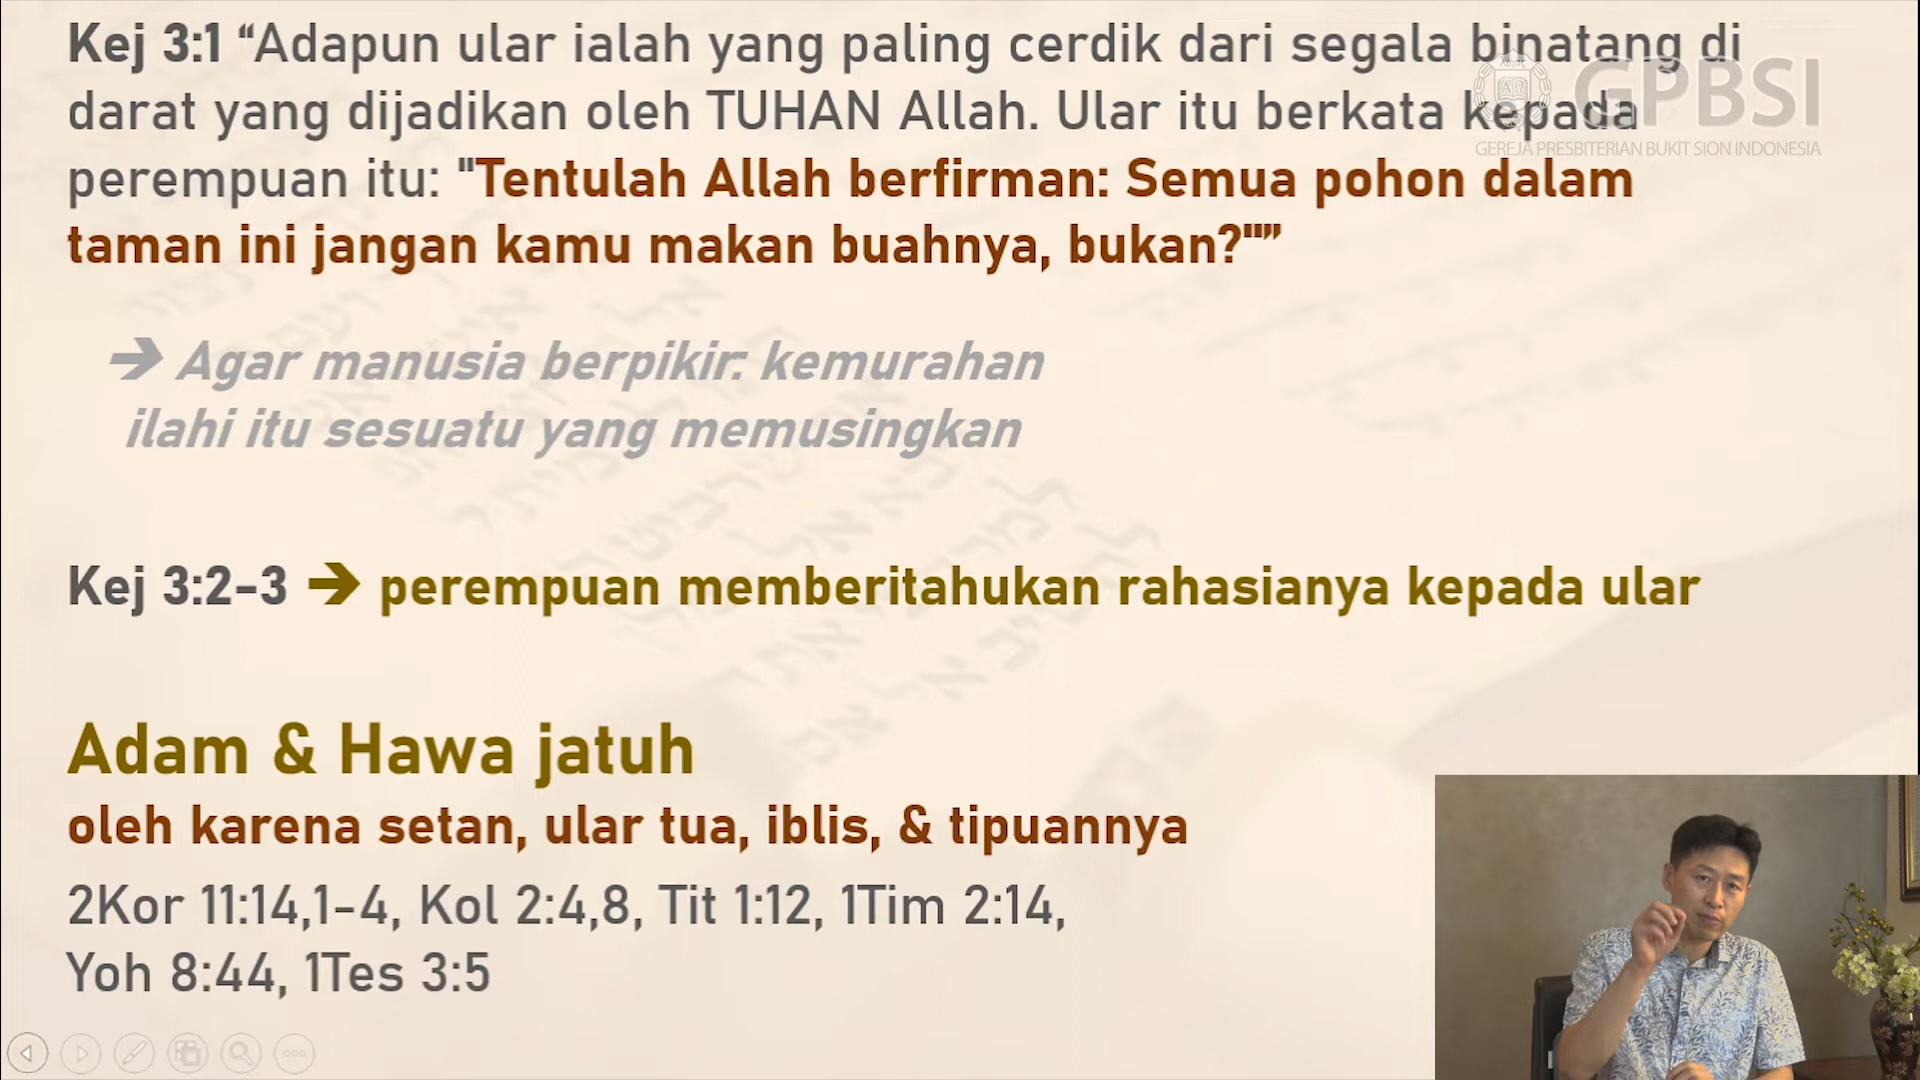 Kej 3:1 “Adapun ular ialah yang paling cerdik dari segala binatang di
darat yang dijadikan oleh TUHAN Allah. Ular itu berkata kepada
perempuan itu: "Tentulah Allah berfirman: Semua pohon dalam
taman ini jangan kamu makan buahnya, bukan?"”
GPBSI
GEREJA PRESBITERIAN BUKIT SION INDONESIA
➔ Agar manusia berpikir: kemurahan
ilahi itu sesuatu yang memusingkan
Kej 3:2-3 ➔ perempuan memberitahukan rahasianya kepada ular
Adam & Hawa jatuh
oleh karena setan, ular tua, iblis, & tipuannya
2Kor 11:14,1-4, Kol 2:4,8, Tit 1:12, 1Tim 2:14,
Yoh 8:44, 1Tes 3:5